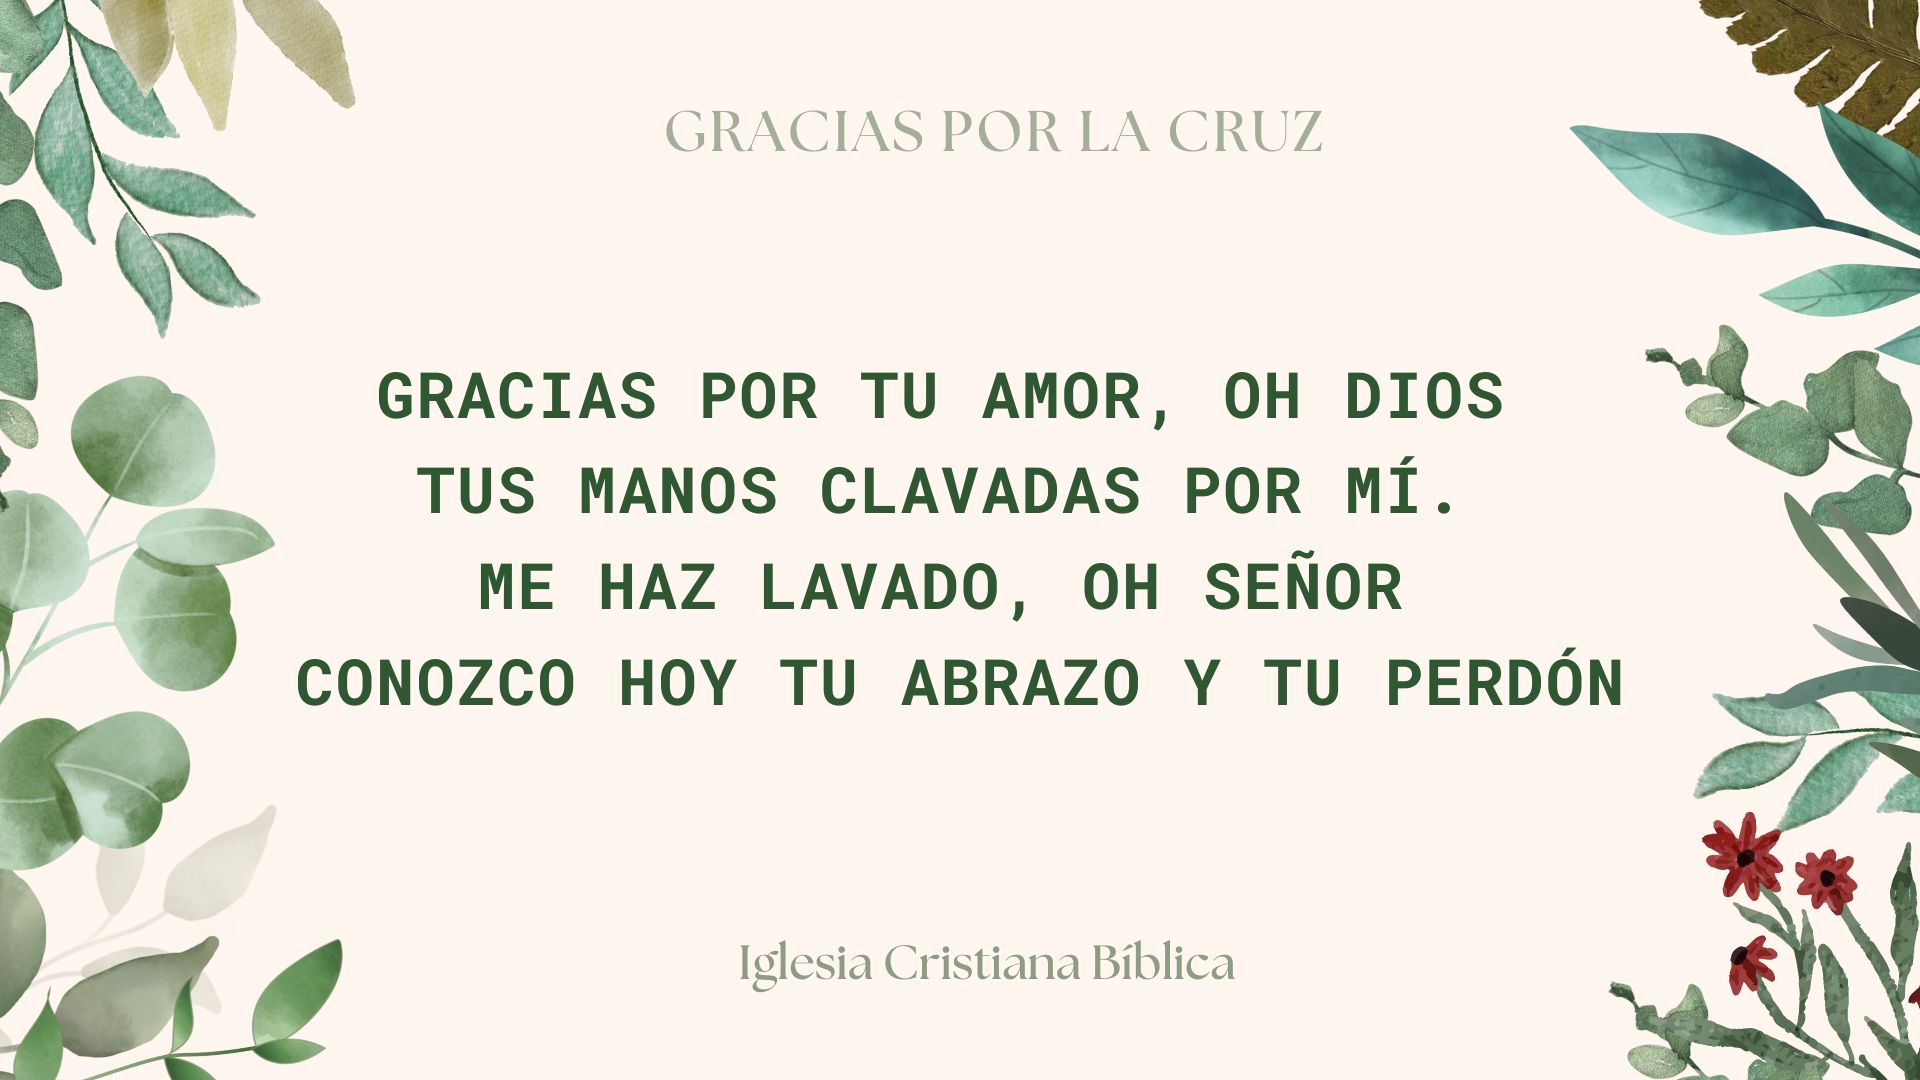 GRACIAS POR LA CRUZ
GRACIAS POR TU AMOR, OH DIOS
TUS MANOS CLAVADAS POR MÍ.
ME HAZ LAVADO, OH SEÑOR
CONOZCO HOY TU ABRAZO Y TU PERDÓN
Iglesia Cristiana Bíblica